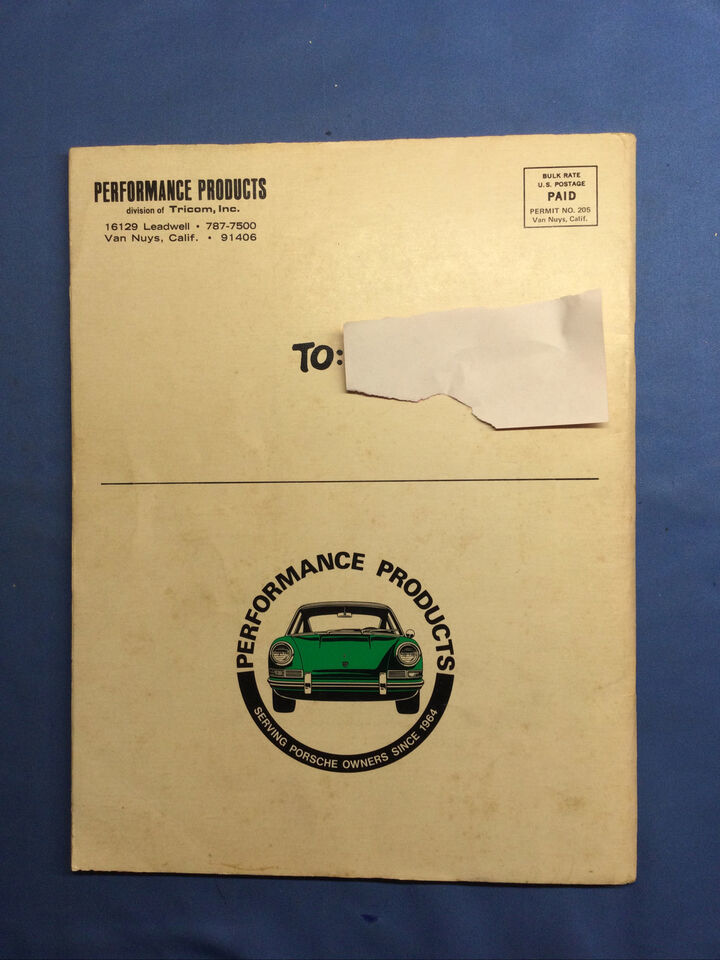 PERFORMANCE PRODUCTS
division of Tricom, Inc.
16129 Leadwell • 787-7500
Van Nuys, Calif. • 91406
BULK RATE
U.S. POSTAGE
PAID
PERMIT NO. 205
Van Nuys, Calif.
TO:
PERFORMANCE PRODUCTS
SERVING PORSCHE OWNERS SINCE 1964